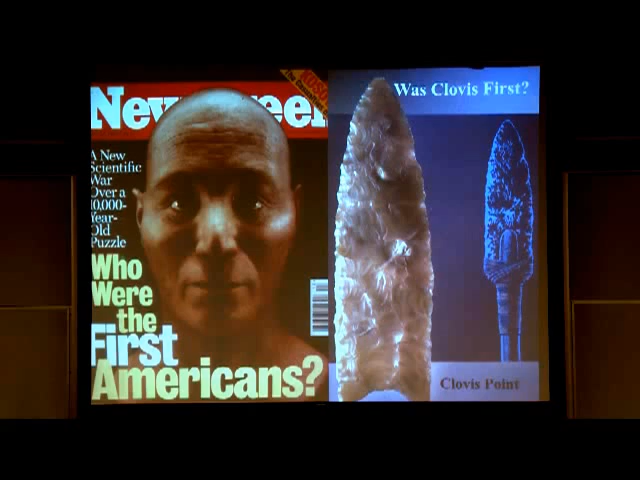 Newsweek
A New
Scientific
War
Over a
10,000-
Year-
Old
Puzzle
Who
Were
the
First
Americans?
Was Clovis First?
Clovis Point